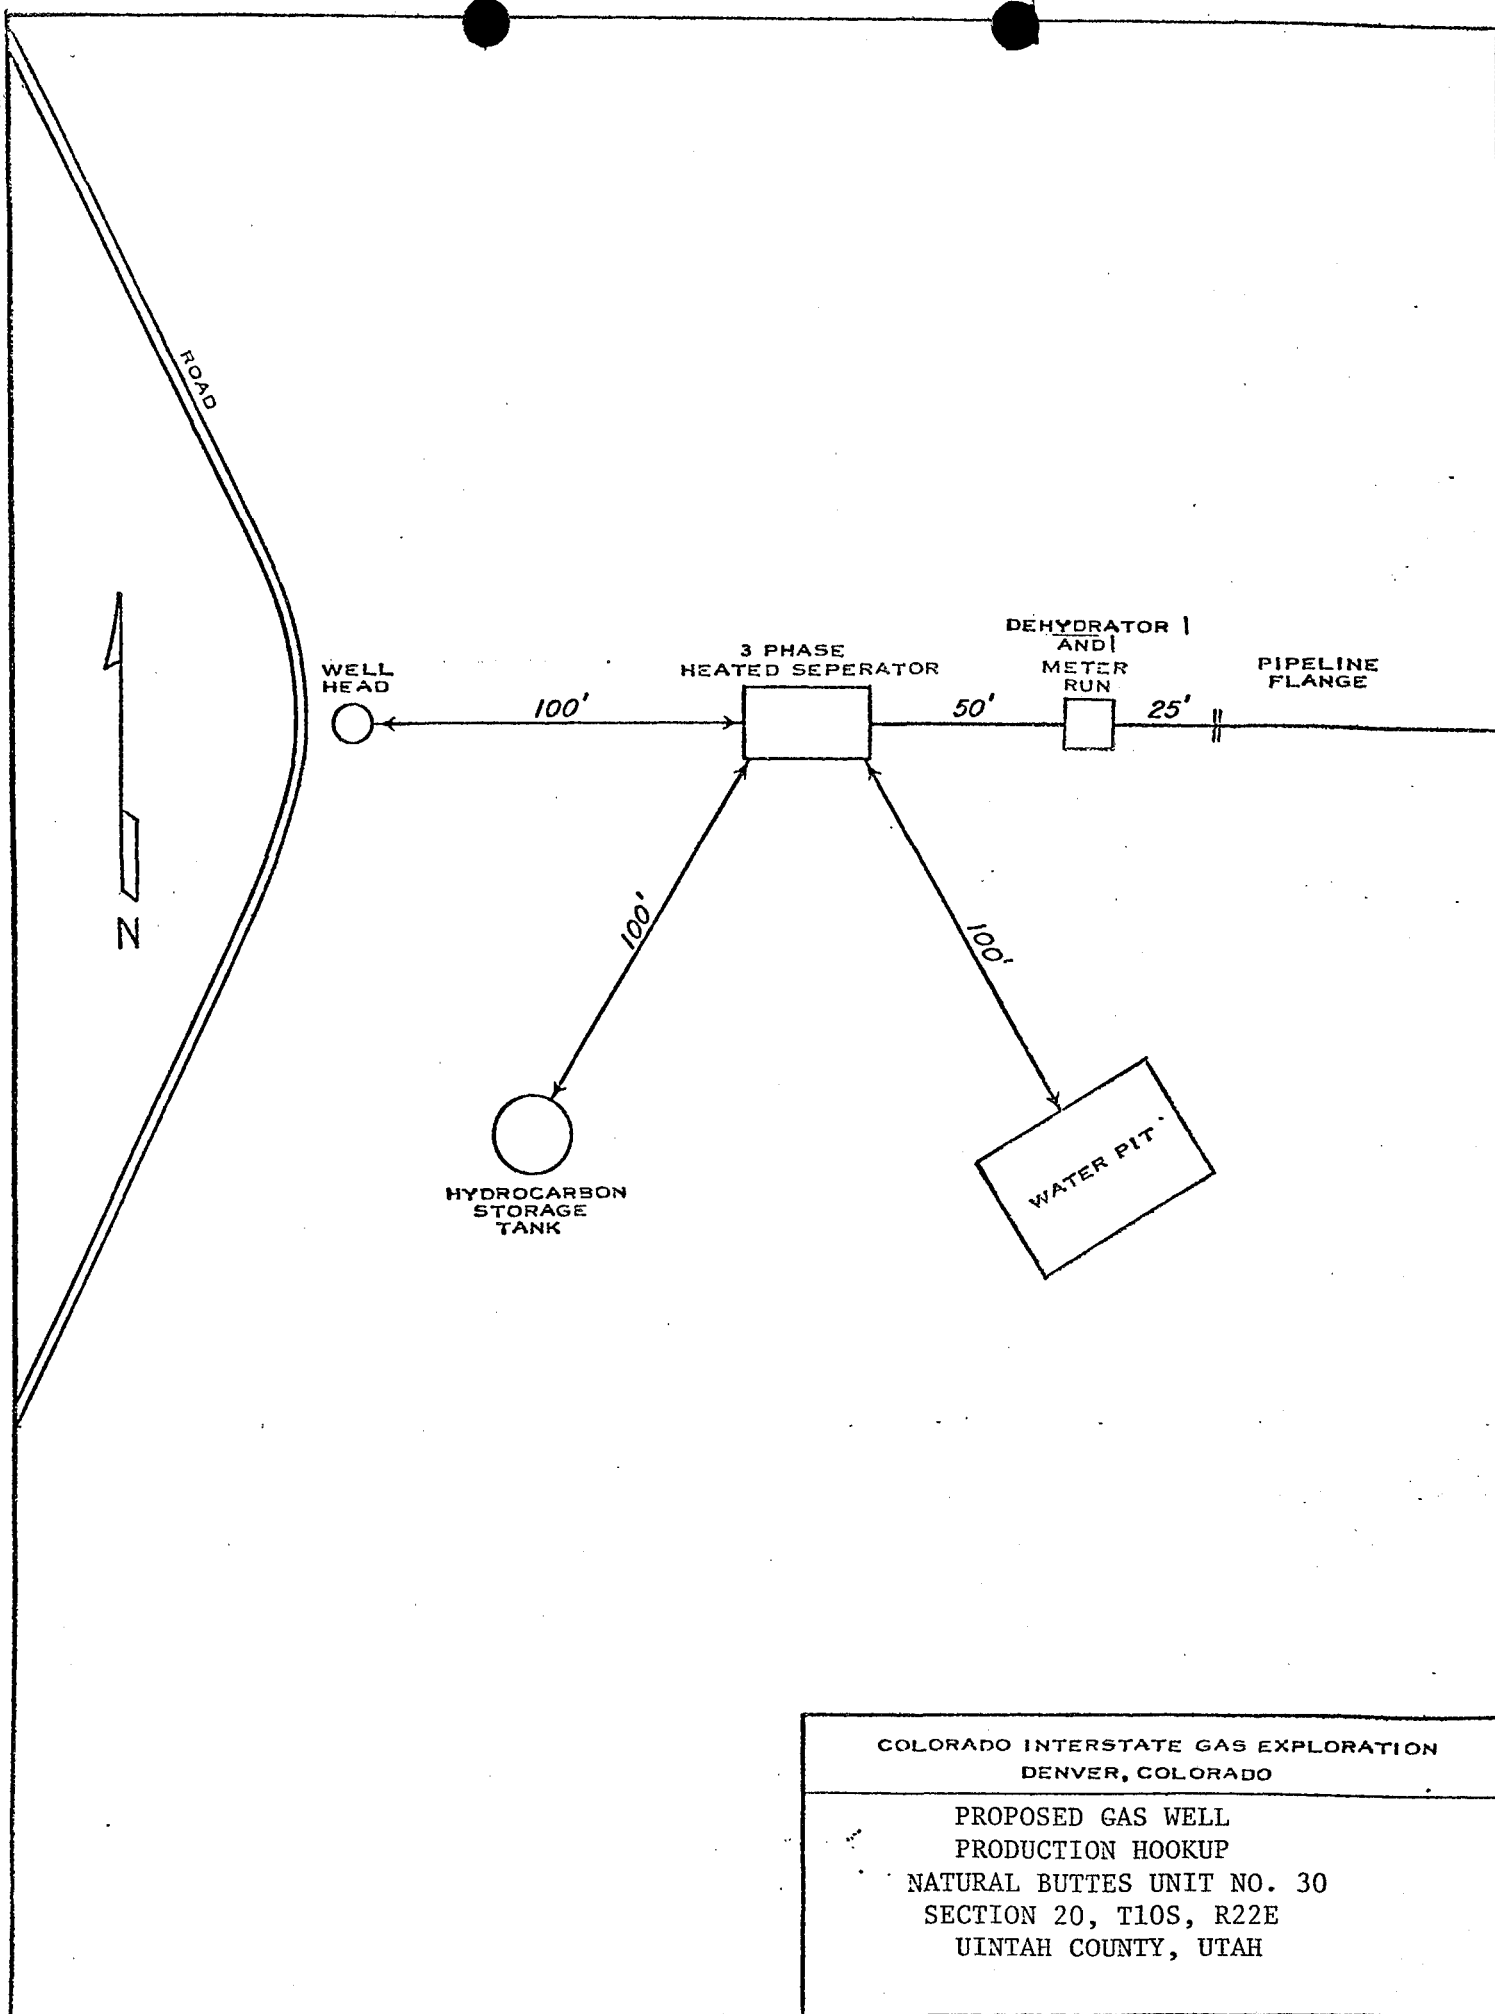 ROAD
WELL
HEAD
100'
3 PHASE
HEATED SEPERATOR
50'
DEHYDRATOR
AND
METER
RUN
25'
PIPELINE
FLANGE
N
100'
100'
HYDROCARBON
STORAGE
TANK
WATER PIT
COLORADO INTERSTATE GAS EXPLORATION
DENVER, COLORADO
PROPOSED GAS WELL
PRODUCTION HOOKUP
NATURAL BUTTES UNIT NO. 30
SECTION 20, T10S, R22E
UINTAH COUNTY, UTAH